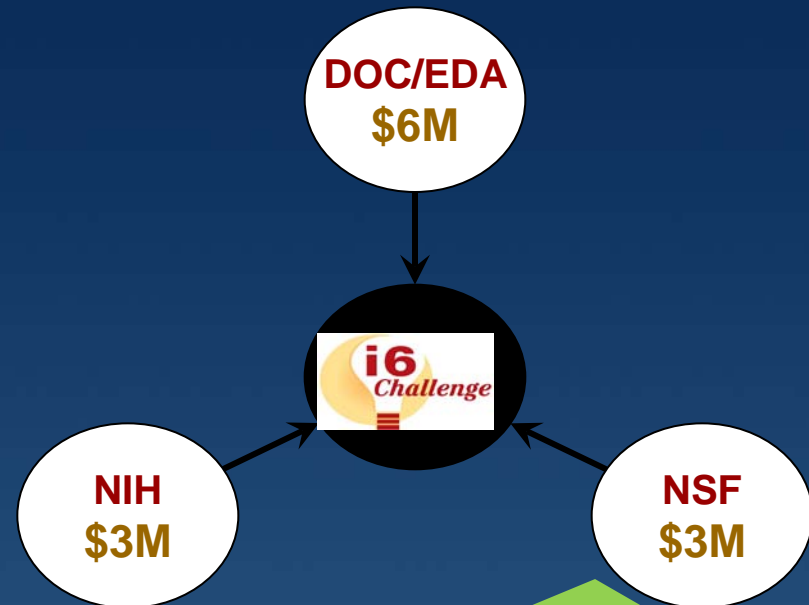 DOC/EDA
$6M
i6
Challenge
NIH
$3M
NSF
$3M